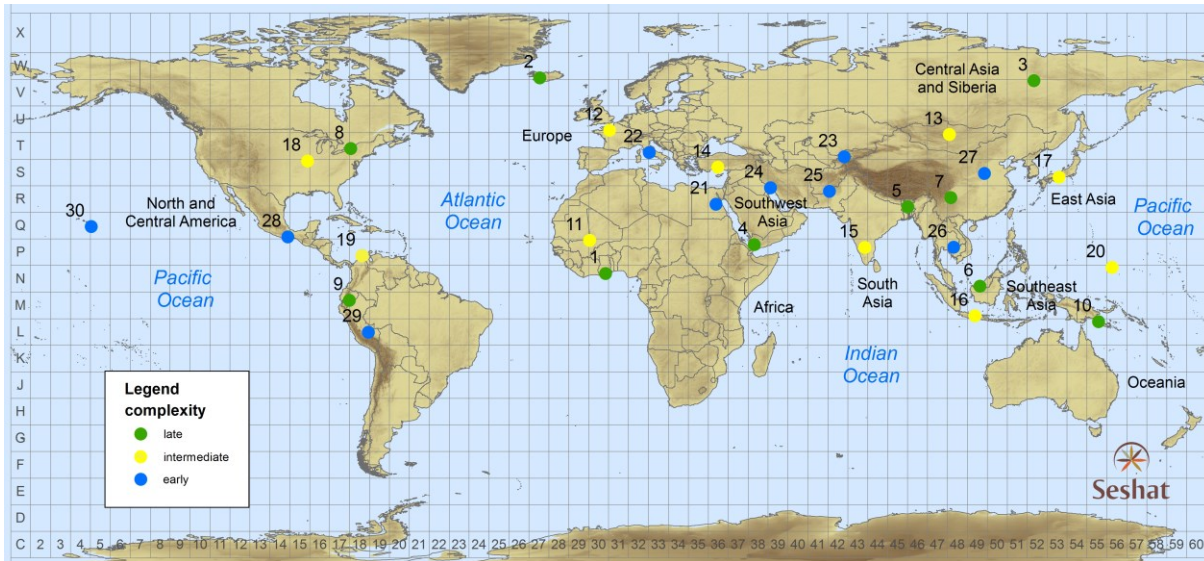 X
W
V
U
T
S
R
Q
P
N
M
L
K
J
H
G
F
E
D
C
2
3
Central Asia
and Siberia
12
13
Europe
8
18
22
14
23
27
17
24
25
21
5
7
East Asia
Southwest
Asia
North and
Central America
30
28
Atlantic
Ocean
Pacific
Ocean
11
4
15
26
19
1
20
Pacific
Ocean
9
29
Africa
South
Asia
6
16
Southeast
Asia
10
Indian
Ocean
Oceania
Legend
complexity
late
intermediate
early
Seshat
2 3 4 5 6 7 8 9 10 11 12 13 14 15 16 17 18 19 20 21 22 23 24 25 26 27 28 29 30 31 32 33 34 35 36 37 38 39 40 41 42 43 44 45 46 47 48 49 50 51 52 53 54 55 56 57 58 59 60